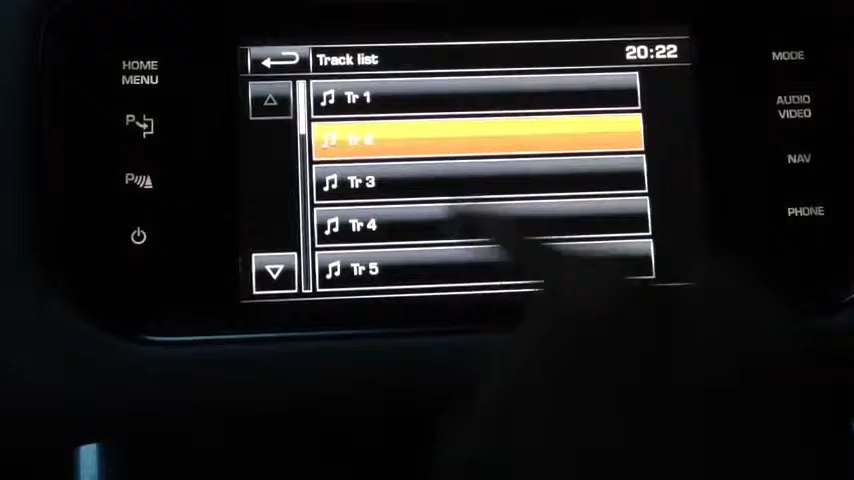 HOME
MENU
Track list
20:22
MODE
Tr 1
AUDIO
VIDEO
P
Tr
Tr 3
NAV
P
Tr 4
PHONE
Tr 5